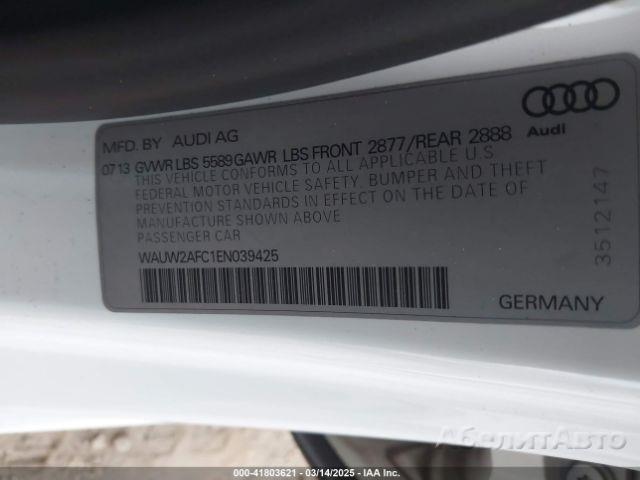 Audi
MFD. BY AUDI AG
07 13 GVWR LBS 5589 GAWR LBS FRONT 2877/REAR 2888
THIS VEHICLE CONFORMS TO ALL APPLICABLE U.S
FEDERAL MOTOR VEHICLE SAFETY, BUMPER AND THEFT
PREVENTION STANDARDS IN EFFECT ON THE DATE OF
MANUFACTURE SHOWN ABOVE
PASSENGER CAR
WAUW2AFC1EN039425
3512147
GERMANY
АбелитАвто
000-41803621 - 03/14/2025 - IAA Inc.